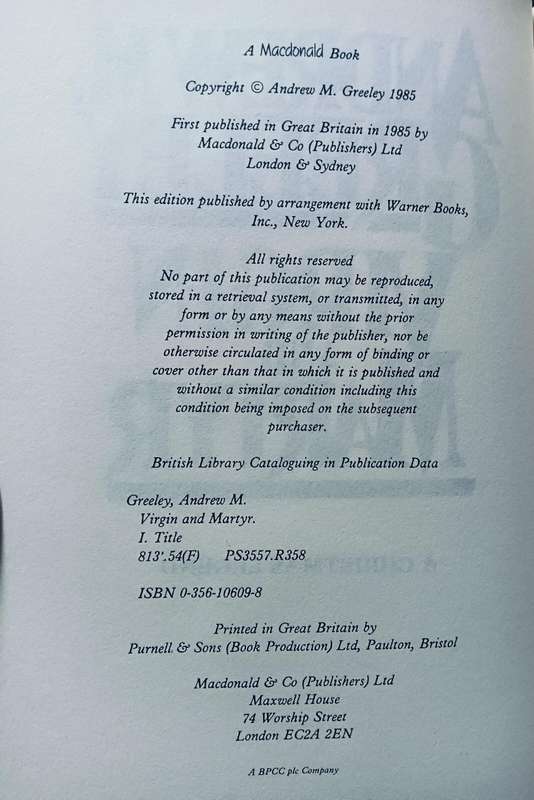 A Macdonald Book
Copyright © Andrew M. Greeley 1985
First published in Great Britain in 1985 by
Macdonald & Co (Publishers) Ltd
London & Sydney
This edition published by arrangement with Warner Books,
Inc., New York.
All rights reserved
No part of this publication may be reproduced,
stored in a retrieval system, or transmitted, in any
form or by any means without the prior
permission in writing of the publisher, nor be
otherwise circulated in any form of binding or
cover other than that in which it is published and
without a similar condition including this
condition being imposed on the subsequent
purchaser.
British Library Cataloguing in Publication Data
Greeley, Andrew M.
Virgin and Martyr.
I. Title
813'.54(F) PS3557.R358
ISBN 0-356-10609-8
Printed in Great Britain by
Purnell & Sons (Book Production) Ltd, Paulton, Bristol
Macdonald & Co (Publishers) Ltd
Maxwell House
74 Worship Street
London EC2A 2EN
A BPCC plc Company